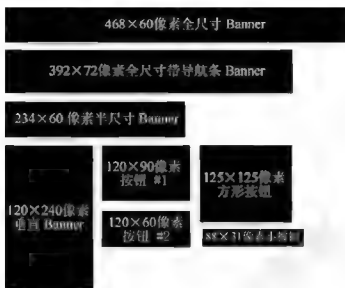 468×60像素全尺寸 Banner
392×72像素全尺寸带导航条 Banner
234×60 像素半尺寸 Banner
120×240像素
垂直 Banner
120×90像素
按钮 #1
125×125像素
方形按钮
120×60像素
按钮 #2
88×31像素小按钮